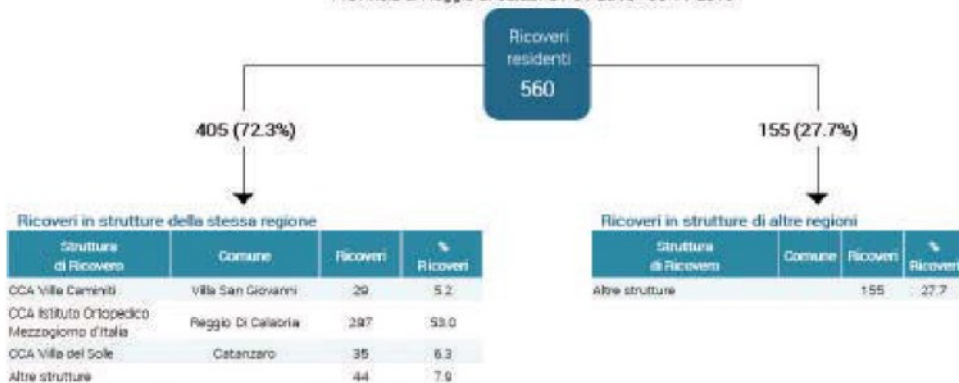 Ricoveri
residenti
560
405 (72.3%)
155 (27.7%)
Ricoveri in strutture della stessa regione
Struttura di Ricovero Comune Ricoveri % Ricoveri
CCA Villa Caminiti Villa San Giovanni 29 5.2
CCA Istituto Ortopedico Mezzogiorno d'Italia Reggio Di Calabria 297 53.0
CCA Villa del Sole Catanzaro 35 6.3
Altre strutture 44 7.9
Ricoveri in strutture di altre regioni
Struttura di Ricovero Comune Ricoveri % Ricoveri
Altre strutture 155 27.7